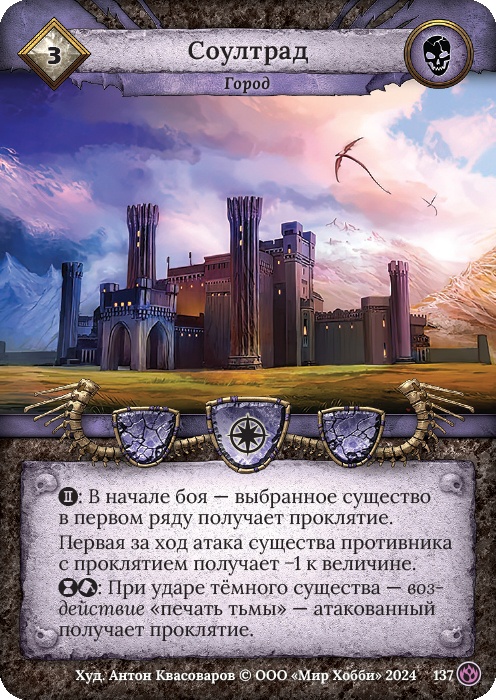 3
Соултрад
Город
II: В начале боя — выбранное существо
в первом ряду получает проклятие.
Первая за ход атака существа противника
с проклятием получает −1 к величине.
: При ударе тёмного существа — воз-
действие «печать тьмы» — атакованный
получает проклятие.
Худ. Антон Квасоваров © ООО «Мир Хобби» 2024 137